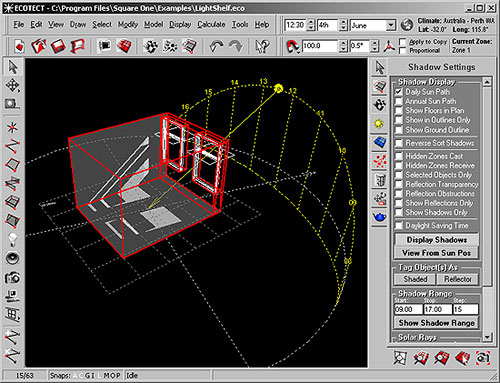 ECOTECT - C:\Program Files\Square One\Examples\LightShelf.eco
File Edit View Draw Select Modify Model Display Calculate Tools Help
12:30 4th June
Climate: Australia - Perth WA
Lat: -32.0° Long: 115.8°
100.0 0.5°
Apply to Copy
Proportional
Current Zone:
Zone 1
Shadow Settings
Shadow Display
Daily Sun Path
Annual Sun Path
Show Floors in Plan
Show in Outlines Only
Show Ground Outline
Reverse Sort Shadows
Hidden Zones Cast
Hidden Zones Receive
Selected Objects Only
Reflection Transparency
Reflection Obstructions
Show Reflections Only
Show Shadows Only
Daylight Saving Time
Display Shadows
View From Sun Pos
Tag Object(s) As
Shaded Reflector
Shadow Range
Start: Stop: Step:
09.00 17.00 15
Show Shadow Range
Solar Rays
16 15 14 13 12 11 10 09 08
15/63 Snaps: A C G I L M O P Idle